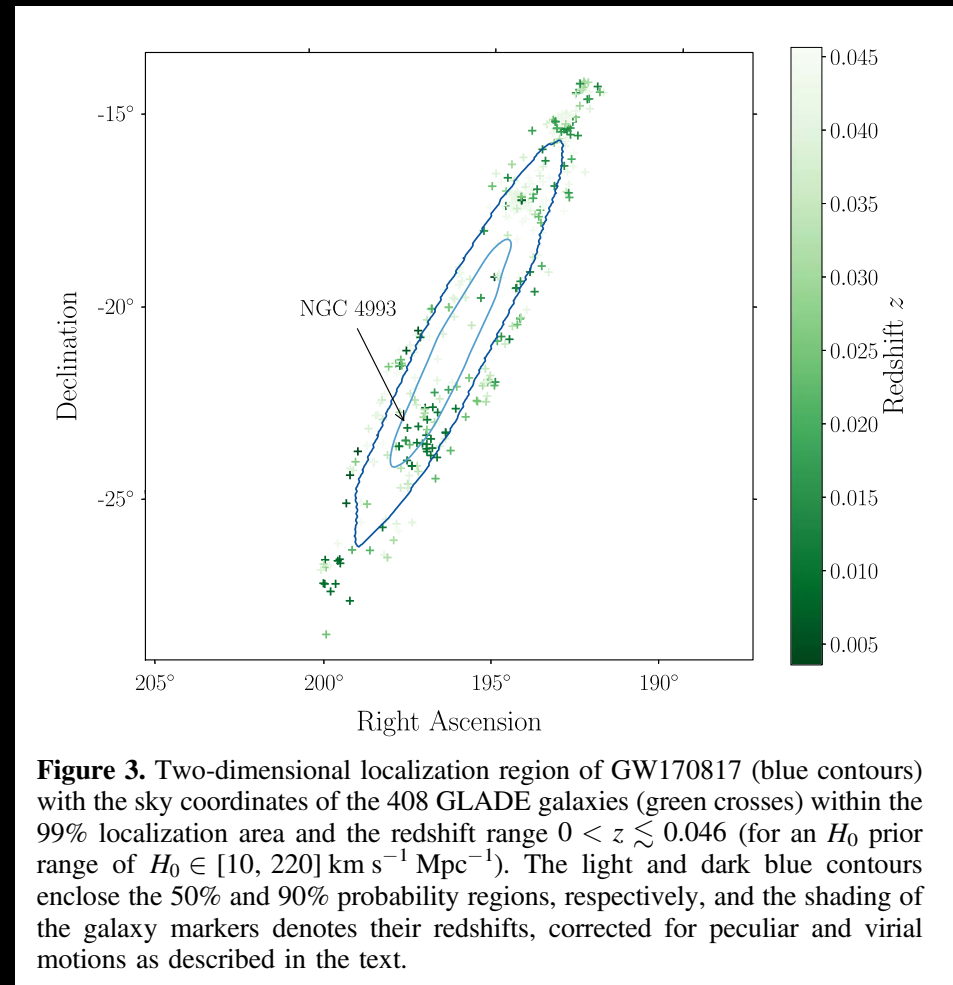 -15°
-20°
-25°
Declination
NGC 4993
205°
200°
195°
190°
Right Ascension
0.045
0.040
0.035
0.030
0.025
0.020
0.015
0.010
0.005
Redshift z
Figure 3. Two-dimensional localization region of GW170817 (blue contours)
with the sky coordinates of the 408 GLADE galaxies (green crosses) within the
99% localization area and the redshift range 0 < z ≲ 0.046 (for an H₀ prior
range of H₀ ∈ [10, 220] km s⁻¹ Mpc⁻¹). The light and dark blue contours
enclose the 50% and 90% probability regions, respectively, and the shading of
the galaxy markers denotes their redshifts, corrected for peculiar and virial
motions as described in the text.